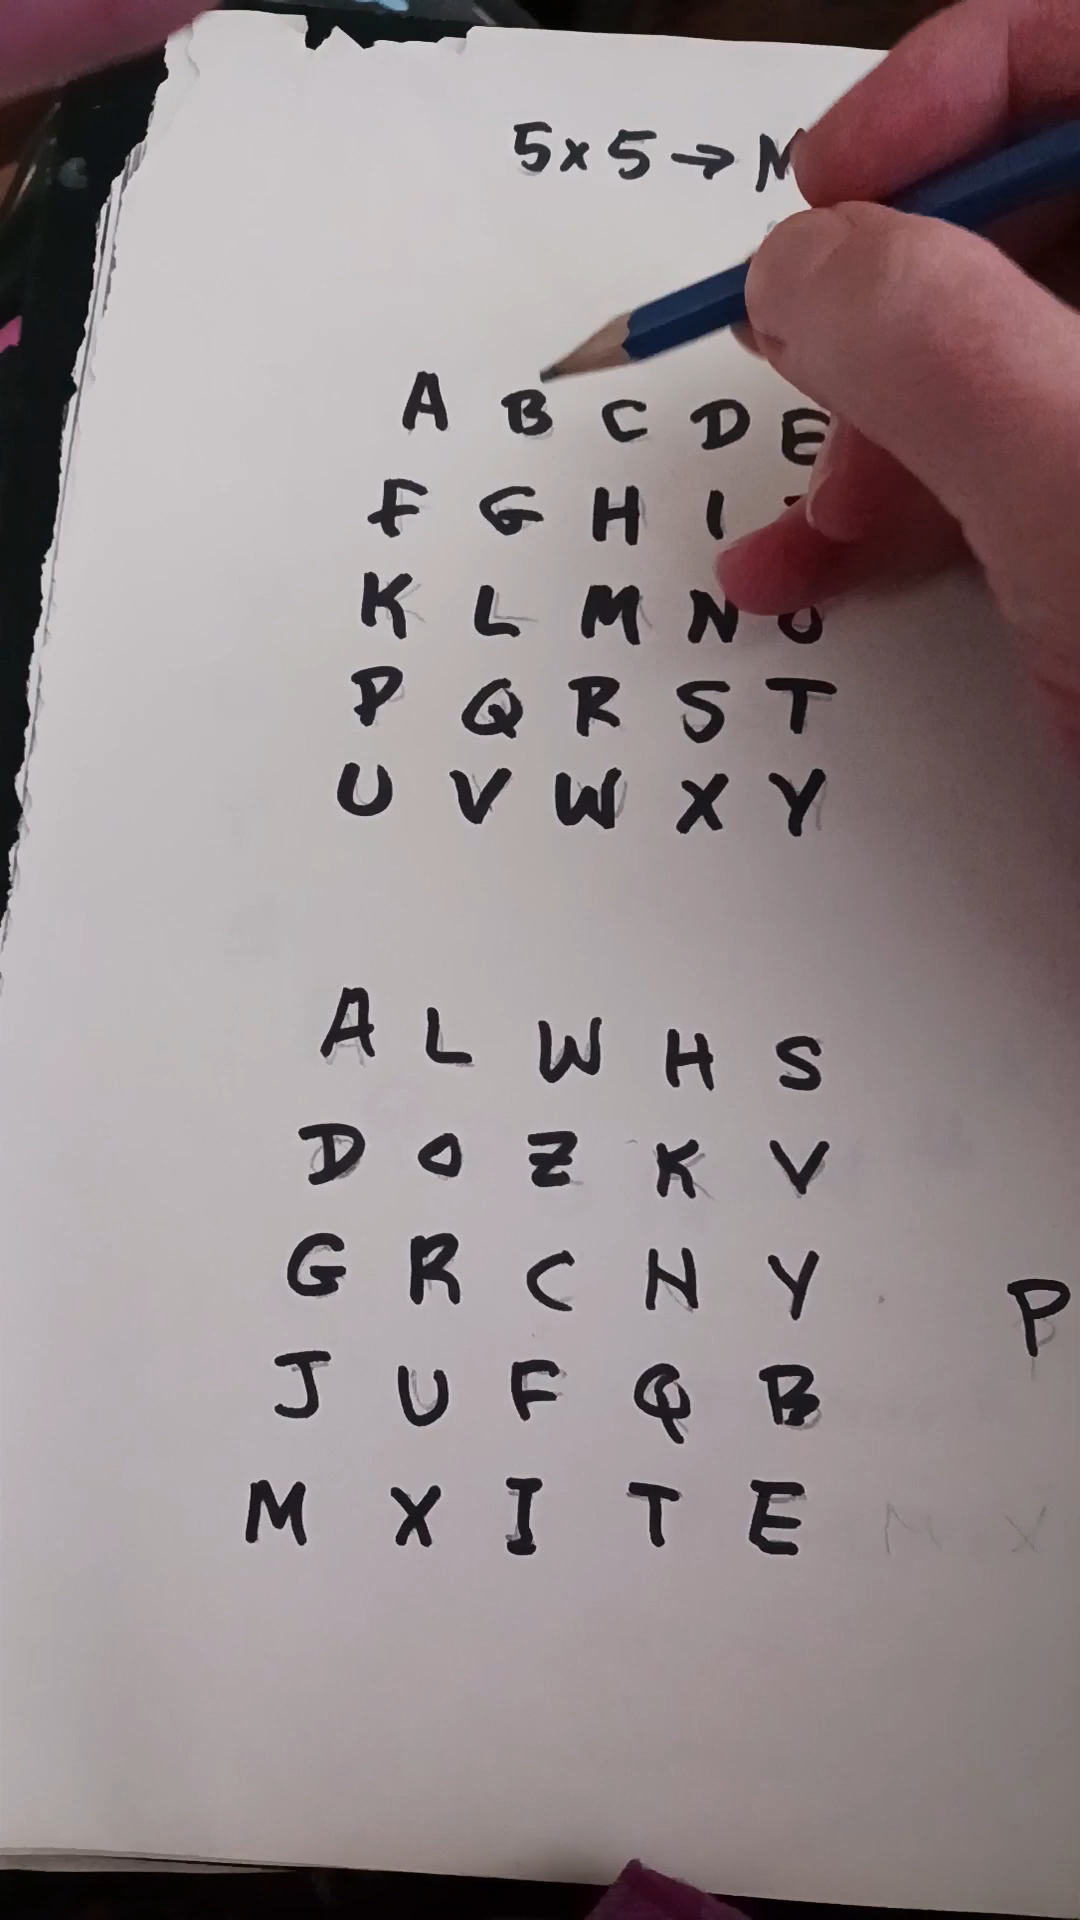 5x5→
A B C D E
F G H I
K L M N O
P Q R S T
U V W X Y
A L W H S
D O Z K V
G R C N Y
P
J U F Q B
M X I T E M X